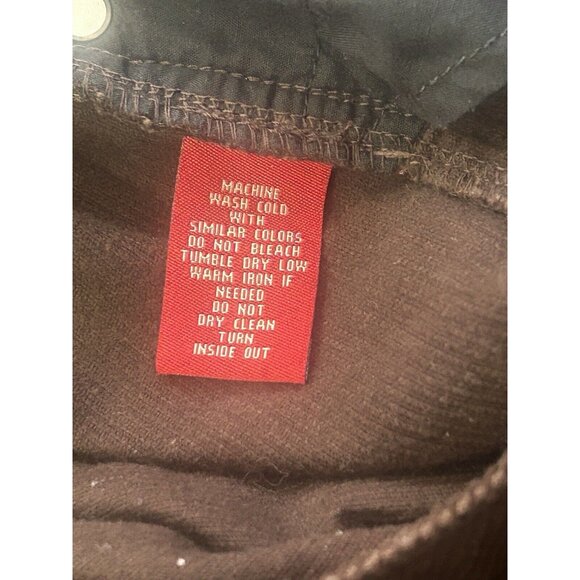 MACHINE
WASH COLD
WITH
SIMILAR COLORS
DO NOT BLEACH
TUMBLE DRY LOW
WARM IRON IF
NEEDED
DO NOT
DRY CLEAN
TURN
INSIDE OUT